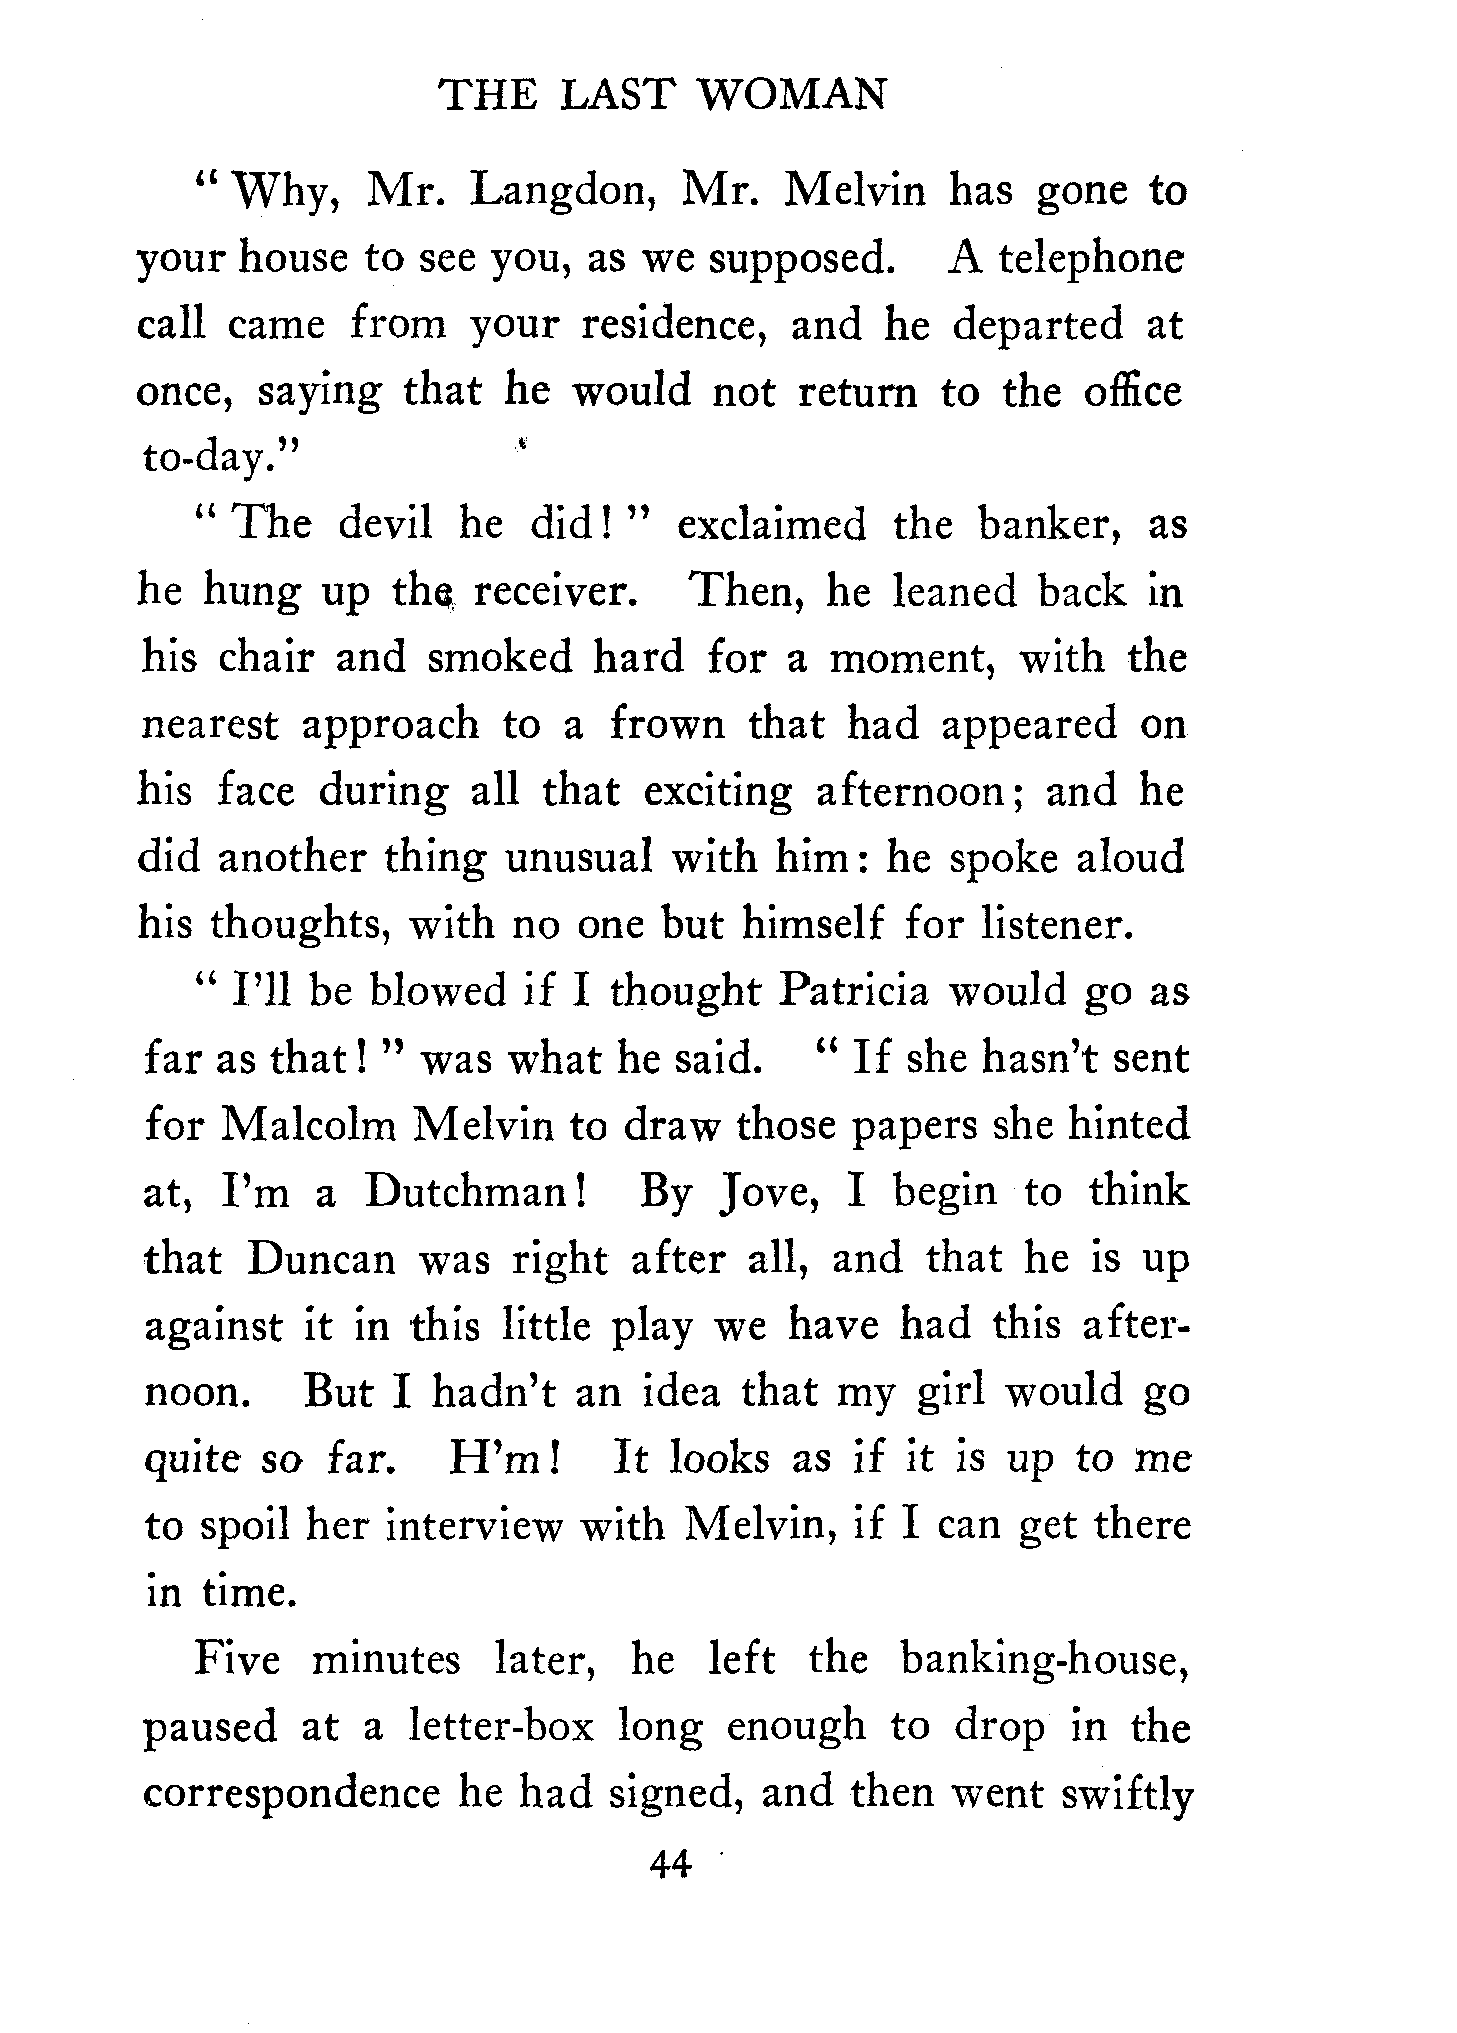 THE LAST WOMAN
“Why, Mr. Langdon, Mr. Melvin has gone to
your house to see you, as we supposed. A telephone
call came from your residence, and he departed at
once, saying that he would not return to the office
to-day.”
“The devil he did!” exclaimed the banker, as
he hung up the receiver. Then, he leaned back in
his chair and smoked hard for a moment, with the
nearest approach to a frown that had appeared on
his face during all that exciting afternoon; and he
did another thing unusual with him: he spoke aloud
his thoughts, with no one but himself for listener.
“I'll be blowed if I thought Patricia would go as
far as that!” was what he said. “If she hasn't sent
for Malcolm Melvin to draw those papers she hinted
at, I'm a Dutchman! By Jove, I begin to think
that Duncan was right after all, and that he is up
against it in this little play we have had this after-
noon. But I hadn't an idea that my girl would go
quite so far. H'm! It looks as if it is up to me
to spoil her interview with Melvin, if I can get there
in time.
Five minutes later, he left the banking-house,
paused at a letter-box long enough to drop in the
correspondence he had signed, and then went swiftly
44